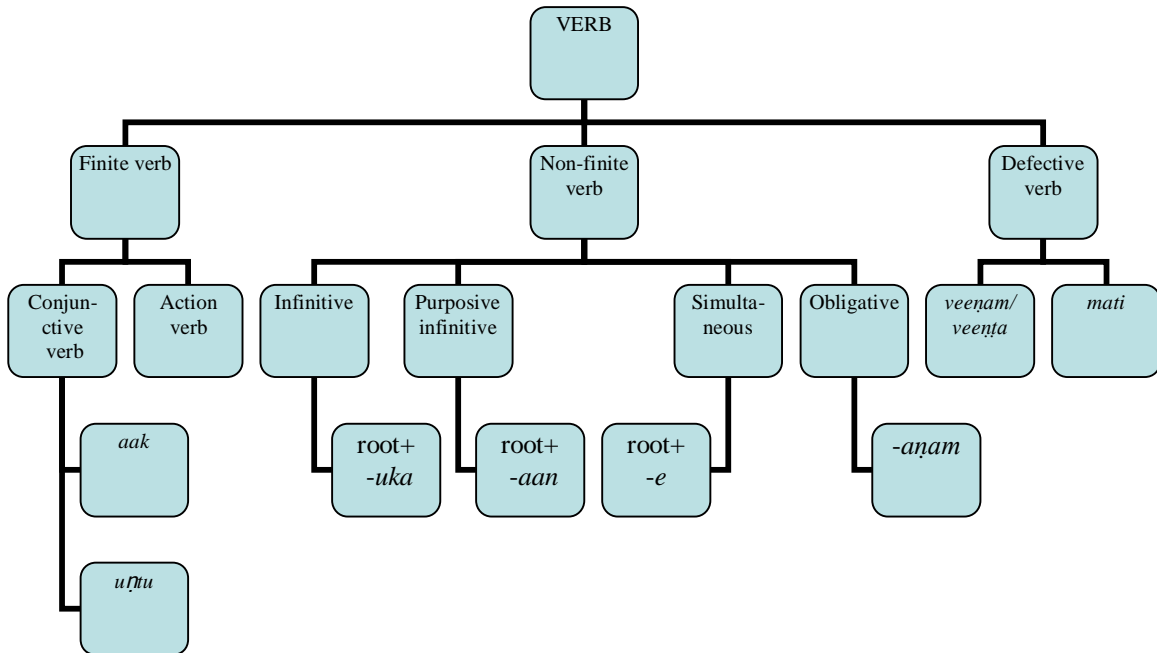 VERB
Finite verb
Non-finite
verb
Defective
verb
Conjun-
ctive
verb
Action
verb
Infinitive
Purposive
infinitive
Simulta-
neous
Obligative
veeṇam/
veeṇṭa
mati
aak
root+
-uka
root+
-aan
root+
-e
-aṇam
uṇṭu